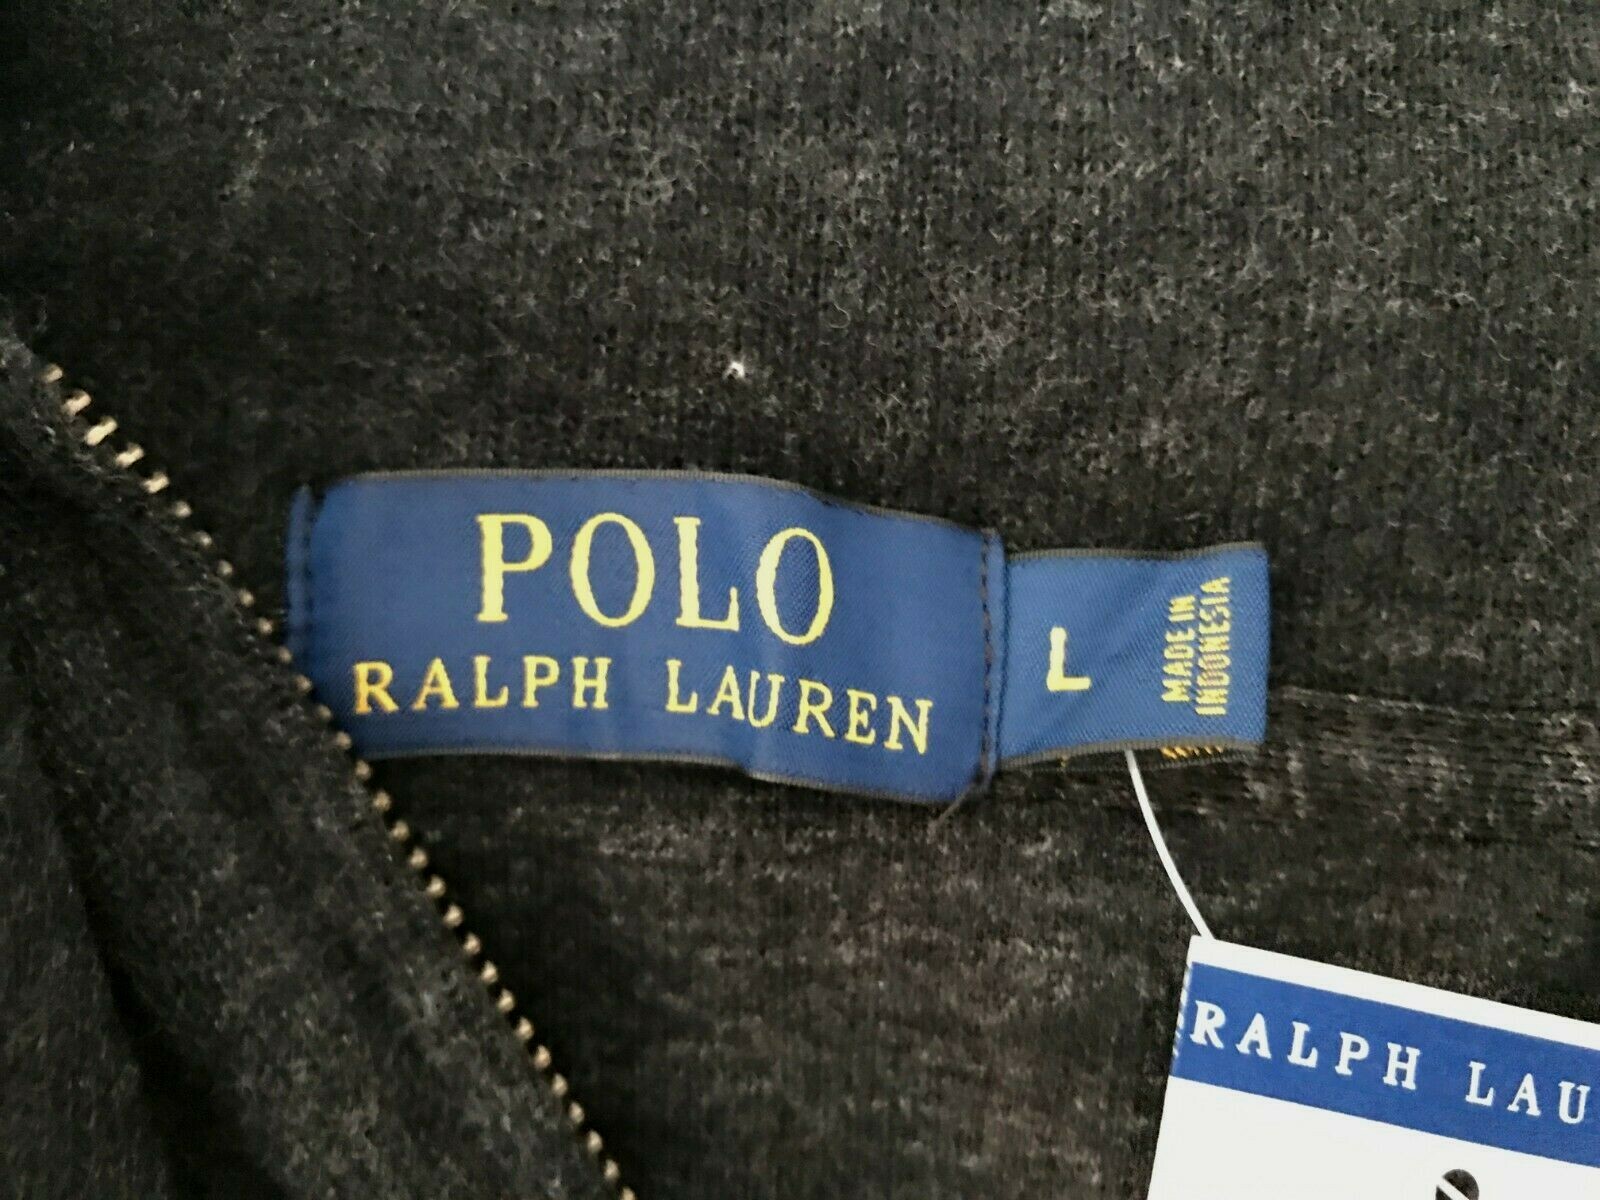 POLO
RALPH LAUREN
L
MADE IN
INDONESIA
RALPH LAU